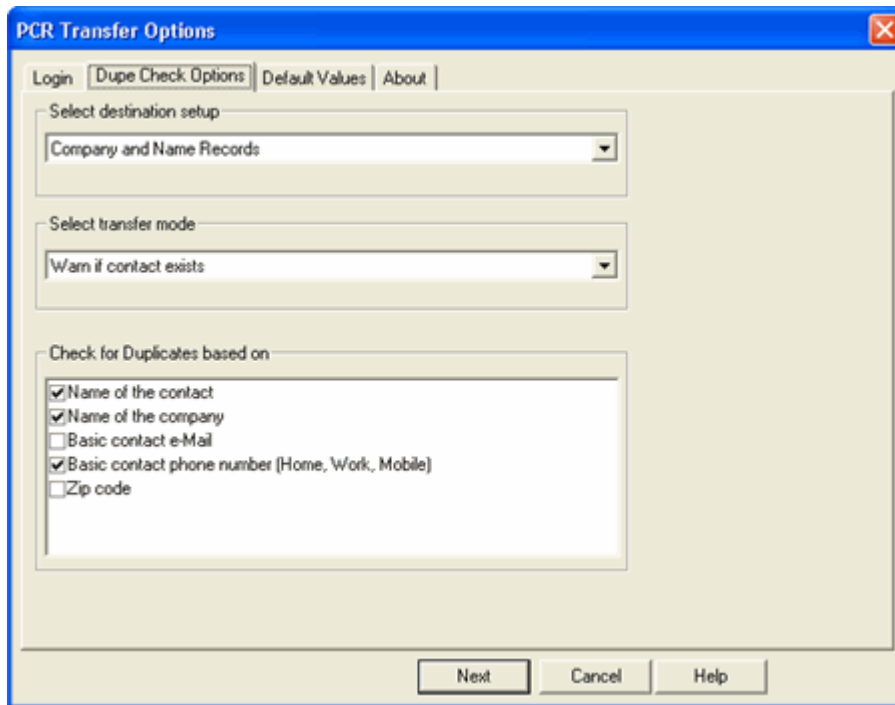 PCR Transfer Options
Login Dupe Check Options Default Values About
Select destination setup
Company and Name Records
Select transfer mode
Warn if contact exists
Check for Duplicates based on
Name of the contact
Name of the company
Basic contact e-Mail
Basic contact phone number (Home, Work, Mobile)
Zip code
Next Cancel Help